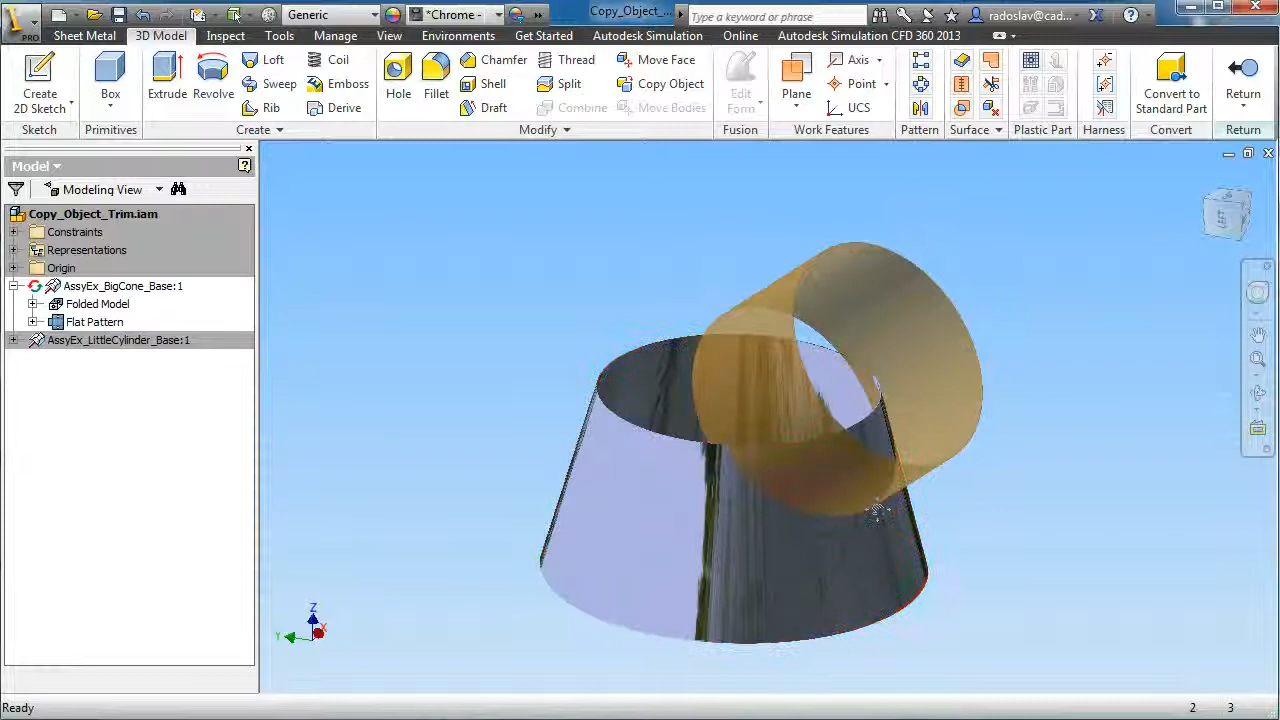 PRO
Generic
*Chrome -
Copy_Object_...
Type a keyword or phrase
radoslav@cad...
Sheet Metal 3D Model Inspect Tools Manage View Environments Get Started Autodesk Simulation Online Autodesk Simulation CFD 360 2013
Create 2D Sketch
Box
Extrude
Revolve
Loft
Sweep
Rib
Coil
Emboss
Derive
Hole
Fillet
Chamfer
Shell
Draft
Thread
Split
Combine
Move Face
Copy Object
Move Bodies
Edit Form
Plane
Axis
Point
UCS
Convert to Standard Part
Return
Sketch Primitives Create Modify Fusion Work Features Pattern Surface Plastic Part Harness Convert Return
Model
Modeling View
Copy_Object_Trim.iam
Constraints
Representations
Origin
AssyEx_BigCone_Base:1
Folded Model
Flat Pattern
AssyEx_LittleCylinder_Base:1
Z
Y
X
Ready
2 3